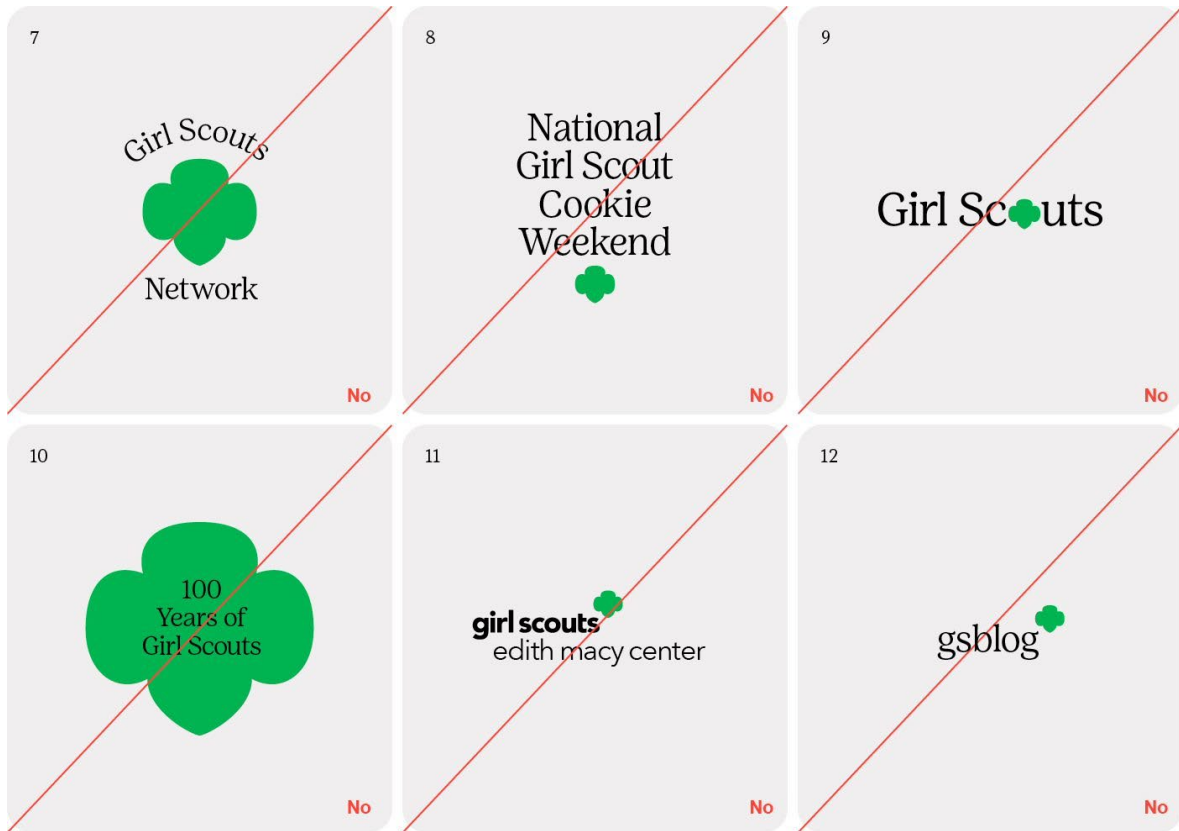 7
Girl Scouts
Network
No
8
National
Girl Scout
Cookie
Weekend
No
9
Girl Scuts
No
10
100
Years of
Girl Scouts
No
11
girl scouts
edith macy center
No
12
gsblog
No